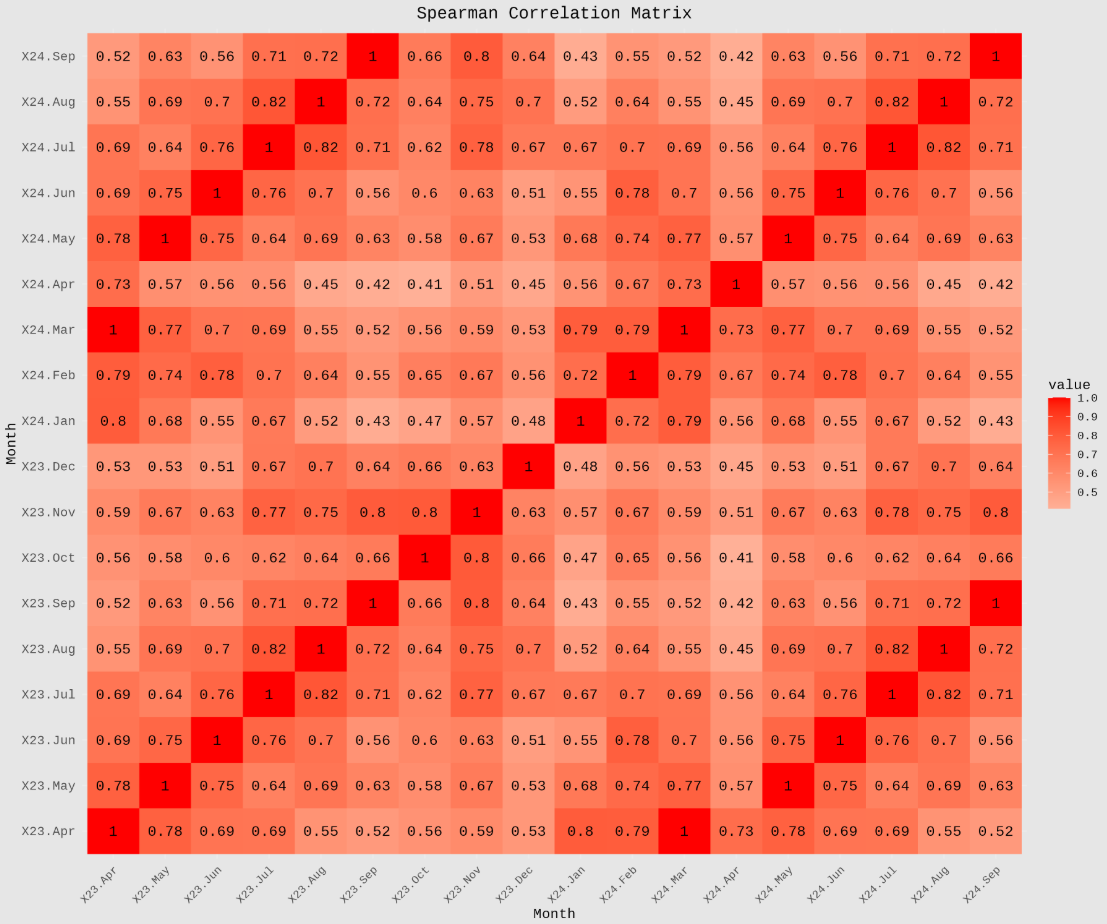 Spearman Correlation Matrix
X24.Sep 0.52 0.63 0.56 0.71 0.72 1 0.66 0.8 0.64 0.43 0.55 0.52 0.42 0.63 0.56 0.71 0.72 1
X24.Aug 0.55 0.69 0.7 0.82 1 0.72 0.64 0.75 0.7 0.52 0.64 0.55 0.45 0.69 0.7 0.82 1 0.72
X24.Jul 0.69 0.64 0.76 1 0.82 0.71 0.62 0.78 0.67 0.67 0.7 0.69 0.56 0.64 0.76 1 0.82 0.71
X24.Jun 0.69 0.75 1 0.76 0.7 0.56 0.6 0.63 0.51 0.55 0.78 0.7 0.56 0.75 1 0.76 0.7 0.56
X24.May 0.78 1 0.75 0.64 0.69 0.63 0.58 0.67 0.53 0.68 0.74 0.77 0.57 1 0.75 0.64 0.69 0.63
X24.Apr 0.73 0.57 0.56 0.56 0.45 0.42 0.41 0.51 0.45 0.56 0.67 0.73 1 0.57 0.56 0.56 0.45 0.42
X24.Mar 1 0.77 0.7 0.69 0.55 0.52 0.56 0.59 0.53 0.79 0.79 1 0.73 0.77 0.7 0.69 0.55 0.52
X24.Feb 0.79 0.74 0.78 0.7 0.64 0.55 0.65 0.67 0.56 0.72 1 0.79 0.67 0.74 0.78 0.7 0.64 0.55
X24.Jan 0.8 0.68 0.55 0.67 0.52 0.43 0.47 0.57 0.48 1 0.72 0.79 0.56 0.68 0.55 0.67 0.52 0.43
X23.Dec 0.53 0.53 0.51 0.67 0.7 0.64 0.66 0.63 1 0.48 0.56 0.53 0.45 0.53 0.51 0.67 0.7 0.64
X23.Nov 0.59 0.67 0.63 0.77 0.75 0.8 0.8 1 0.63 0.57 0.67 0.59 0.51 0.67 0.63 0.78 0.75 0.8
X23.Oct 0.56 0.58 0.6 0.62 0.64 0.66 1 0.8 0.66 0.47 0.65 0.56 0.41 0.58 0.6 0.62 0.64 0.66
X23.Sep 0.52 0.63 0.56 0.71 0.72 1 0.66 0.8 0.64 0.43 0.55 0.52 0.42 0.63 0.56 0.71 0.72 1
X23.Aug 0.55 0.69 0.7 0.82 1 0.72 0.64 0.75 0.7 0.52 0.64 0.55 0.45 0.69 0.7 0.82 1 0.72
X23.Jul 0.69 0.64 0.76 1 0.82 0.71 0.62 0.77 0.67 0.67 0.7 0.69 0.56 0.64 0.76 1 0.82 0.71
X23.Jun 0.69 0.75 1 0.76 0.7 0.56 0.6 0.63 0.51 0.55 0.78 0.7 0.56 0.75 1 0.76 0.7 0.56
X23.May 0.78 1 0.75 0.64 0.69 0.63 0.58 0.67 0.53 0.68 0.74 0.77 0.57 1 0.75 0.64 0.69 0.63
X23.Apr 1 0.78 0.69 0.69 0.55 0.52 0.56 0.59 0.53 0.8 0.79 1 0.73 0.78 0.69 0.69 0.55 0.52
X23.Apr X23.May X23.Jun X23.Jul X23.Aug X23.Sep X23.Oct X23.Nov X23.Dec X24.Jan X24.Feb X24.Mar X24.Apr X24.May X24.Jun X24.Jul X24.Aug X24.Sep
Month
Month
value
1.0
0.9
0.8
0.7
0.6
0.5